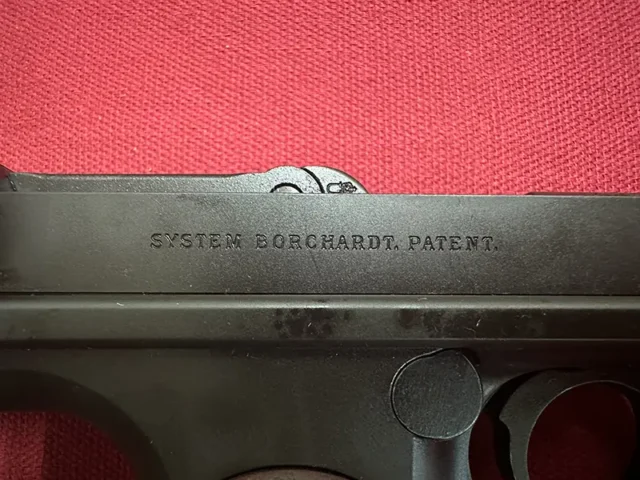 SYSTEM BORCHARDT. PATENT.